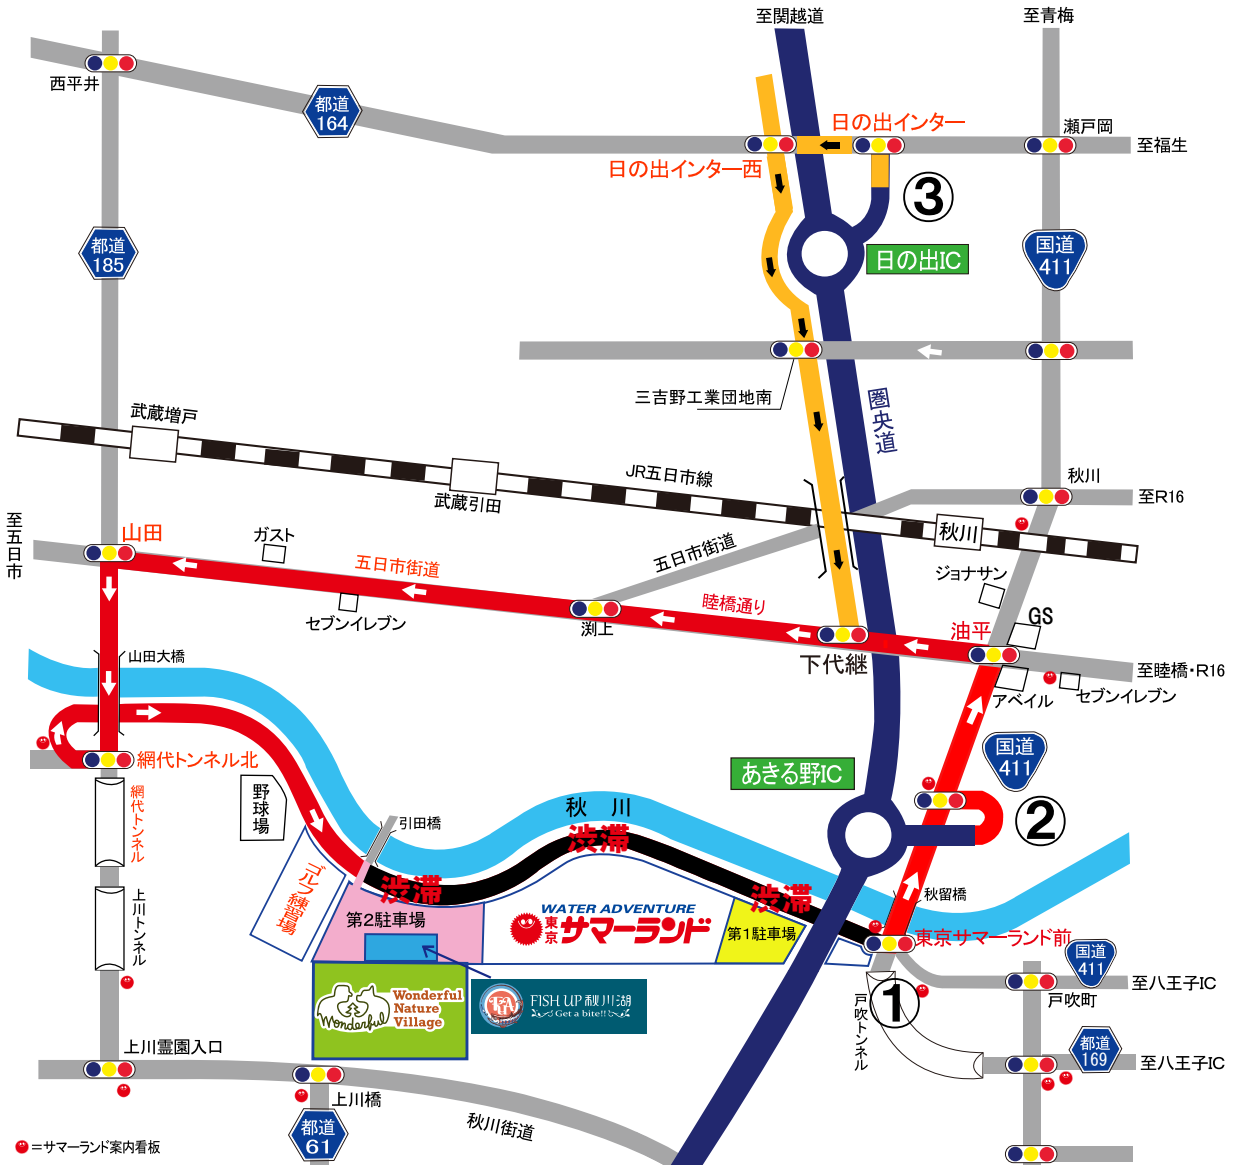 至関越道
至青梅
西平井
都道
164
日の出インター
瀬戸岡
至福生
日の出インター西
③
都道
185
日の出IC
国道
411
三吉野工業団地南
圏央道
武蔵増戸
武蔵引田
JR五日市線
秋川
至R16
秋川
至五日市
山田
ガスト
五日市街道
五日市街道
ジョナサン
セブンイレブン
渕上
睦橋通り
油平
GS
下代継
至睦橋・R16
アベイル
セブンイレブン
山田大橋
網代トンネル北
国道
411
あきる野IC
②
網代トンネル
野球場
秋川
引田橋
渋滞
渋滞
渋滞
ゴルフ練習場
上川トンネル
第2駐車場
WATER ADVENTURE
東京サマーランド
第1駐車場
秋留橋
東京サマーランド前
国道
411
至八王子IC
戸吹町
①
戸吹トンネル
Wonderful
Wonderful
Nature
Village
FISH UP 秋川湖
Get a bite!!
上川霊園入口
都道
169
至八王子IC
上川橋
都道
61
秋川街道
=サマーランド案内看板